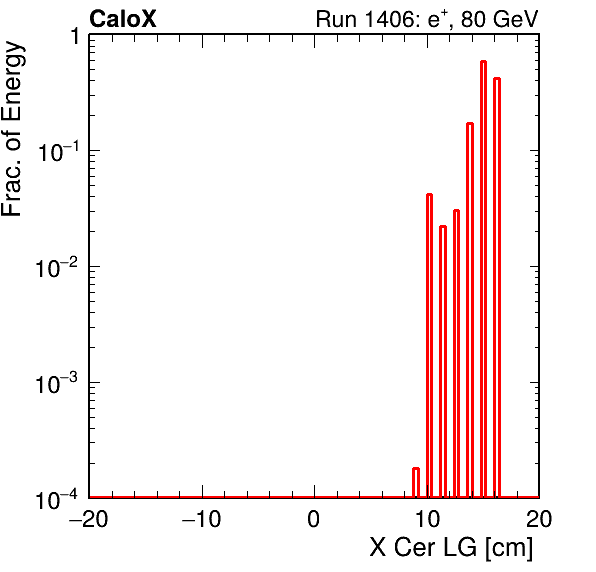 CaloX Run 1406: e⁺, 80 GeV
Frac. of Energy
1
10⁻¹
10⁻²
10⁻³
10⁻⁴
−20 −10 0 10 20
X Cer LG [cm]